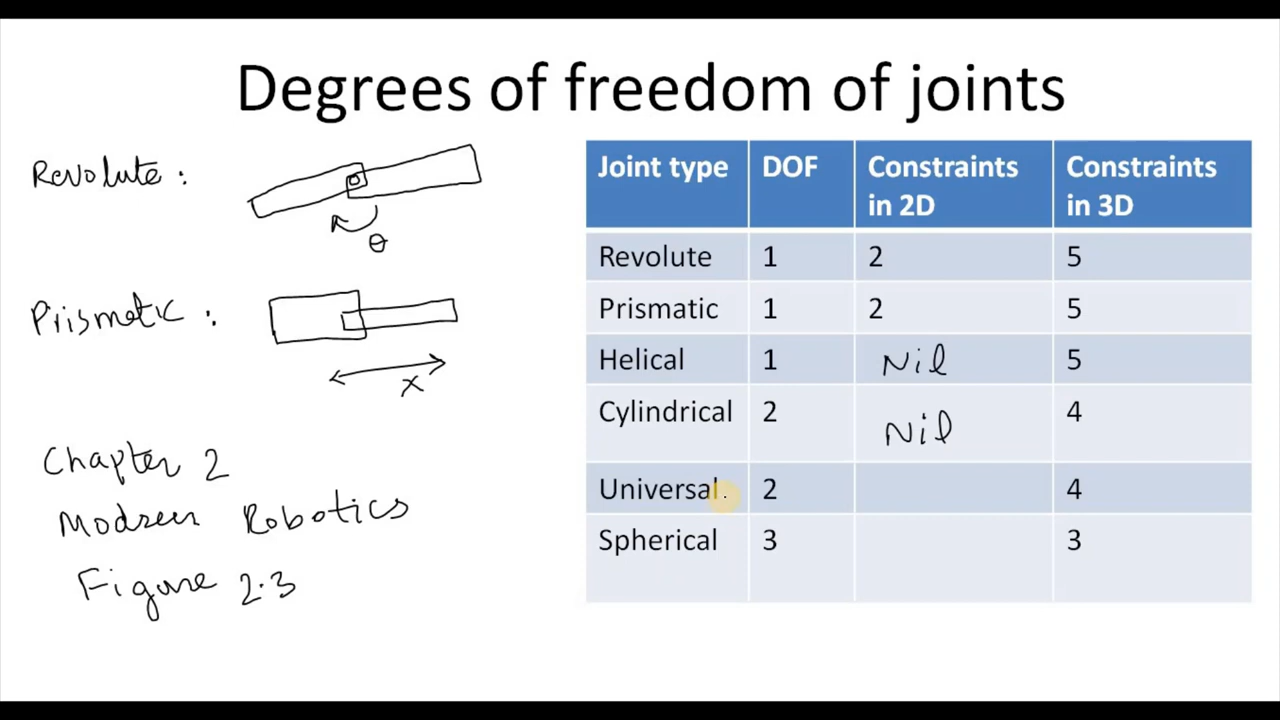 Degrees of freedom of joints
Revolute :
θ
Prismatic :
x
Chapter 2
Modern Robotics
Figure 2.3
Joint type DOF Constraints in 2D Constraints in 3D
Revolute 1 2 5
Prismatic 1 2 5
Helical 1 Nil 5
Cylindrical 2 Nil 4
Universal 2 4
Spherical 3 3